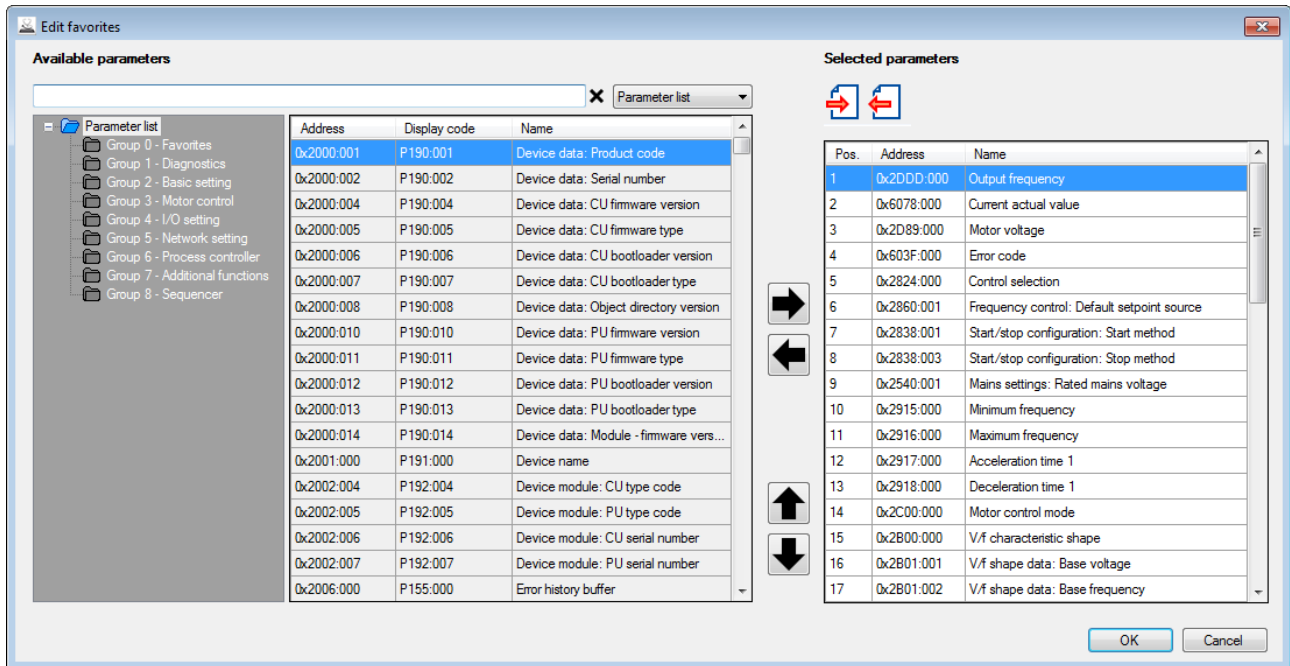 Edit favorites
Available parameters
Parameter list
Parameter list
Group 0 - Favorites
Group 1 - Diagnostics
Group 2 - Basic setting
Group 3 - Motor control
Group 4 - I/O setting
Group 5 - Network setting
Group 6 - Process controller
Group 7 - Additional functions
Group 8 - Sequencer
Address Display code Name
0x2000:001 P190:001 Device data: Product code
0x2000:002 P190:002 Device data: Serial number
0x2000:004 P190:004 Device data: CU firmware version
0x2000:005 P190:005 Device data: CU firmware type
0x2000:006 P190:006 Device data: CU bootloader version
0x2000:007 P190:007 Device data: CU bootloader type
0x2000:008 P190:008 Device data: Object directory version
0x2000:010 P190:010 Device data: PU firmware version
0x2000:011 P190:011 Device data: PU firmware type
0x2000:012 P190:012 Device data: PU bootloader version
0x2000:013 P190:013 Device data: PU bootloader type
0x2000:014 P190:014 Device data: Module - firmware vers...
0x2001:000 P191:000 Device name
0x2002:004 P192:004 Device module: CU type code
0x2002:005 P192:005 Device module: PU type code
0x2002:006 P192:006 Device module: CU serial number
0x2002:007 P192:007 Device module: PU serial number
0x2006:000 P155:000 Error history buffer
Selected parameters
Pos. Address Name
1 0x2DDD:000 Output frequency
2 0x6078:000 Current actual value
3 0x2D89:000 Motor voltage
4 0x603F:000 Error code
5 0x2824:000 Control selection
6 0x2860:001 Frequency control: Default setpoint source
7 0x2838:001 Start/stop configuration: Start method
8 0x2838:003 Start/stop configuration: Stop method
9 0x2540:001 Mains settings: Rated mains voltage
10 0x2915:000 Minimum frequency
11 0x2916:000 Maximum frequency
12 0x2917:000 Acceleration time 1
13 0x2918:000 Deceleration time 1
14 0x2C00:000 Motor control mode
15 0x2B00:000 V/f characteristic shape
16 0x2B01:001 V/f shape data: Base voltage
17 0x2B01:002 V/f shape data: Base frequency
OK Cancel